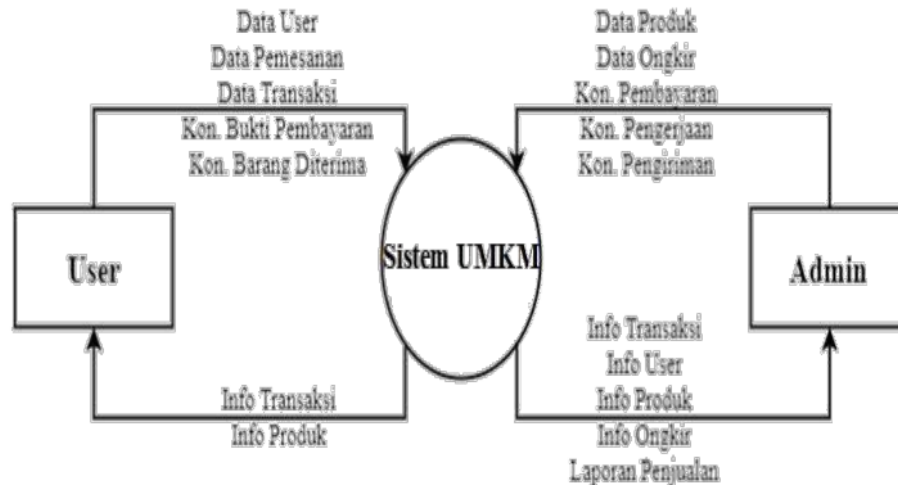 Data User
Data Pemesanan
Data Transaksi
Kon. Bukti Pembayaran
Kon. Barang Diterima
Data Produk
Data Ongkir
Kon. Pembayaran
Kon. Pengerjaan
Kon. Pengiriman
User
Sistem UMKM
Admin
Info Transaksi
Info Produk
Info Transaksi
Info User
Info Produk
Info Ongkir
Laporan Penjualan